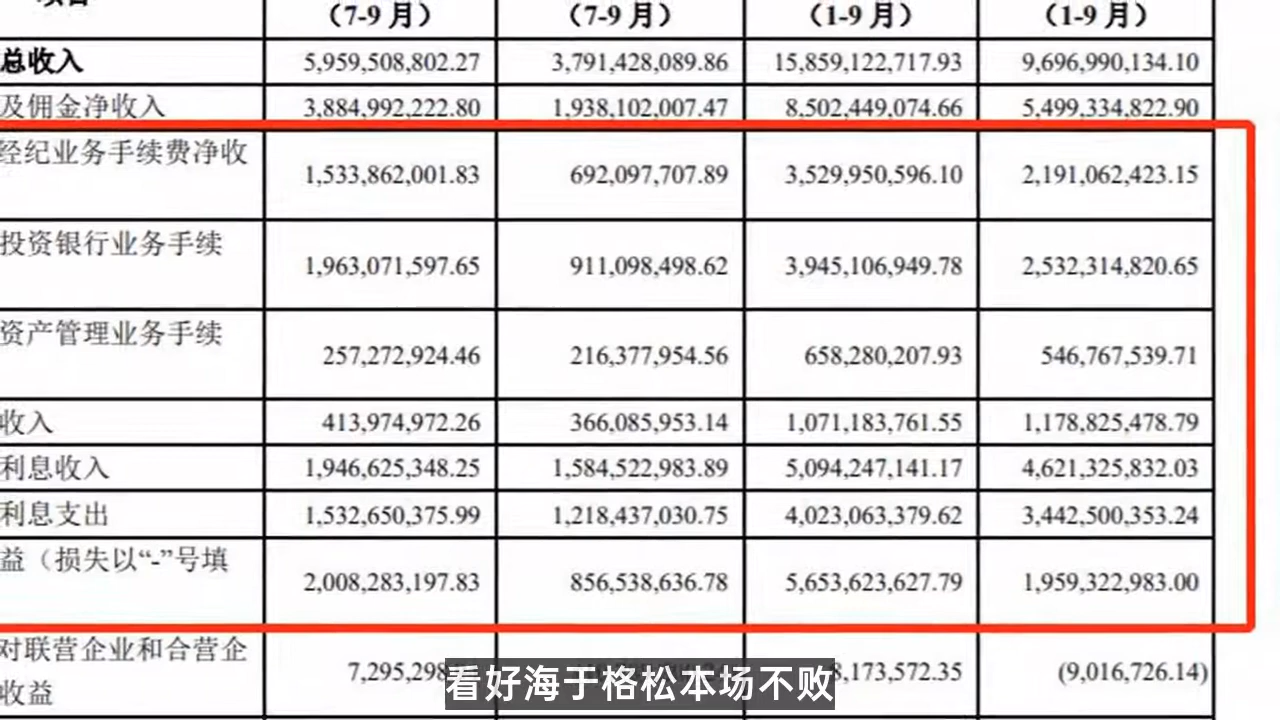 （7-9 月） （7-9 月） （1-9 月） （1-9 月）
总收入 5,959,508,802.27 3,791,428,089.86 15,859,122,717.93 9,696,990,134.10
及佣金净收入 3,884,992,222.80 1,938,102,007.47 8,502,449,074.66 5,499,334,822.90
经纪业务手续费净收 1,533,862,001.83 692,097,707.89 3,529,950,596.10 2,191,062,423.15
投资银行业务手续 1,963,071,597.65 911,098,498.62 3,945,106,949.78 2,532,314,820.65
资产管理业务手续 257,272,924.46 216,377,954.56 658,280,207.93 546,767,539.71
收入 413,974,972.26 366,085,953.14 1,071,183,761.55 1,178,825,478.79
利息收入 1,946,625,348.25 1,584,522,983.89 5,094,247,141.17 4,621,325,832.03
利息支出 1,532,650,375.99 1,218,437,030.75 4,023,063,379.62 3,442,500,353.24
益（损失以“-”号填 2,008,283,197.83 856,538,636.78 5,653,623,627.79 1,959,322,983.00
对联营企业和合营企
收益 7,295,298 8,173,572.35 (9,016,726.14)
看好海于格松本场不败